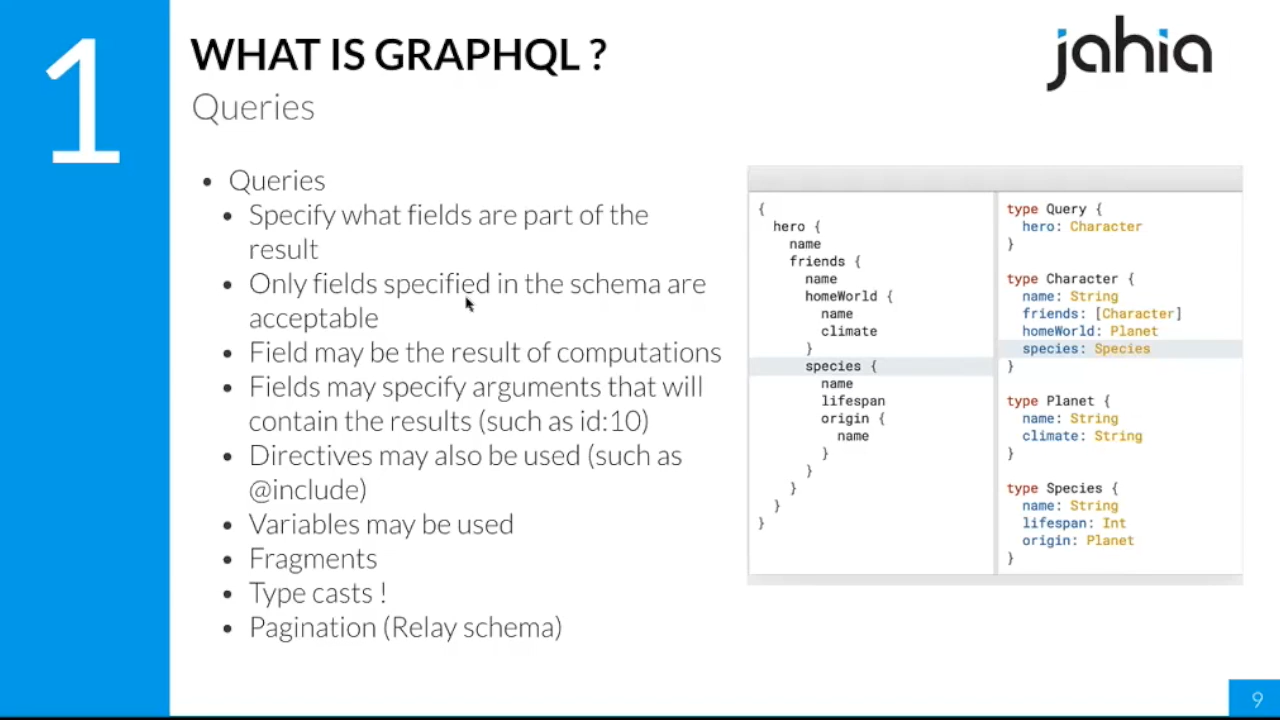 1
WHAT IS GRAPHQL ?
jahia
Queries
• Queries
• Specify what fields are part of the
result
• Only fields specified in the schema are
acceptable
• Field may be the result of computations
• Fields may specify arguments that will
contain the results (such as id:10)
• Directives may also be used (such as
@include)
• Variables may be used
• Fragments
• Type casts !
• Pagination (Relay schema)
{
  hero {
    name
    friends {
      name
      homeWorld {
        name
        climate
      }
      species {
        name
        lifespan
        origin {
          name
        }
      }
    }
  }
}
type Query {
  hero: Character
}
type Character {
  name: String
  friends: [Character]
  homeWorld: Planet
  species: Species
}
type Planet {
  name: String
  climate: String
}
type Species {
  name: String
  lifespan: Int
  origin: Planet
}
9